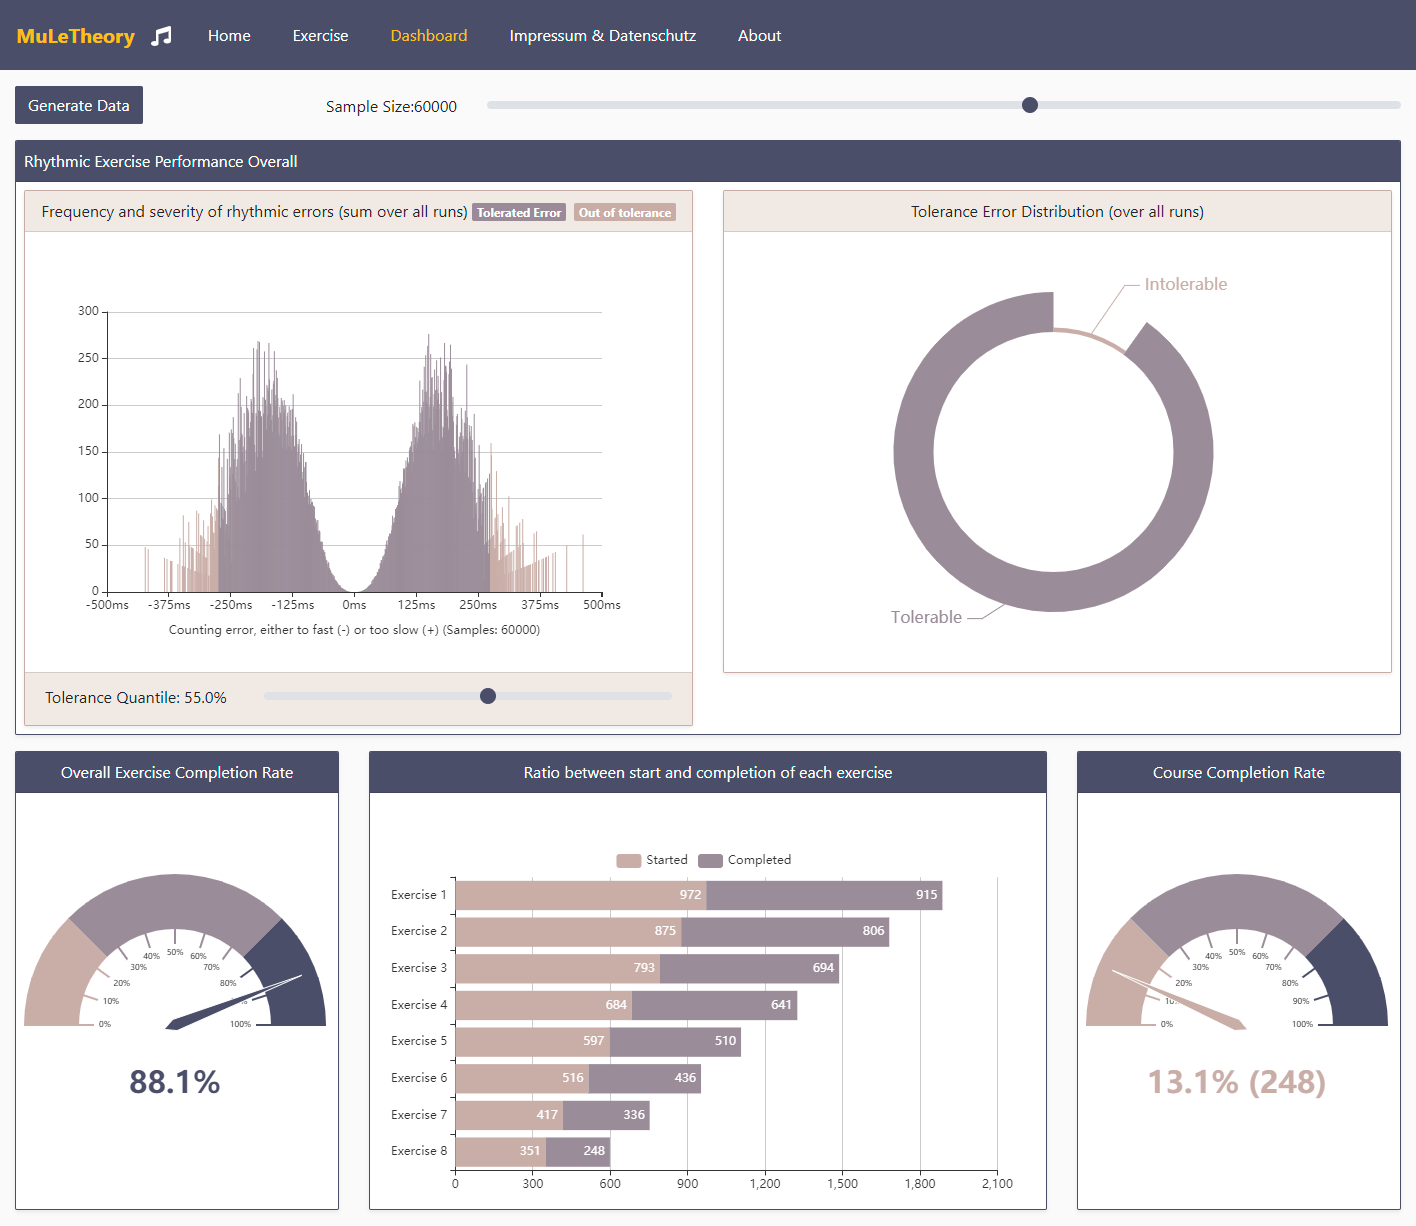 MuLeTheory Home Exercise Dashboard Impressum & Datenschutz About
Generate Data Sample Size:60000
Rhythmic Exercise Performance Overall
Frequency and severity of rhythmic errors (sum over all runs) Tolerated Error Out of tolerance
300
250
200
150
100
50
0
-500ms -375ms -250ms -125ms 0ms 125ms 250ms 375ms 500ms
Counting error, either to fast (-) or too slow (+) (Samples: 60000)
Tolerance Quantile: 55.0%
Tolerance Error Distribution (over all runs)
Intolerable
Tolerable
Overall Exercise Completion Rate
0%
10%
20%
30%
40%
50%
60%
70%
80%
100%
88.1%
Ratio between start and completion of each exercise
Started Completed
Exercise 1 972 915
Exercise 2 875 806
Exercise 3 793 694
Exercise 4 684 641
Exercise 5 597 510
Exercise 6 516 436
Exercise 7 417 336
Exercise 8 351 248
0 300 600 900 1,200 1,500 1,800 2,100
Course Completion Rate
0%
20%
30%
40%
50%
60%
70%
80%
90%
100%
13.1% (248)